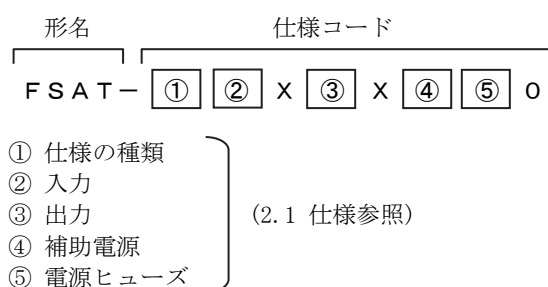 形名 仕様コード
FSAT-①②X③X④⑤0
① 仕様の種類
② 入力
③ 出力 (2.1 仕様参照)
④ 補助電源
⑤ 電源ヒューズ